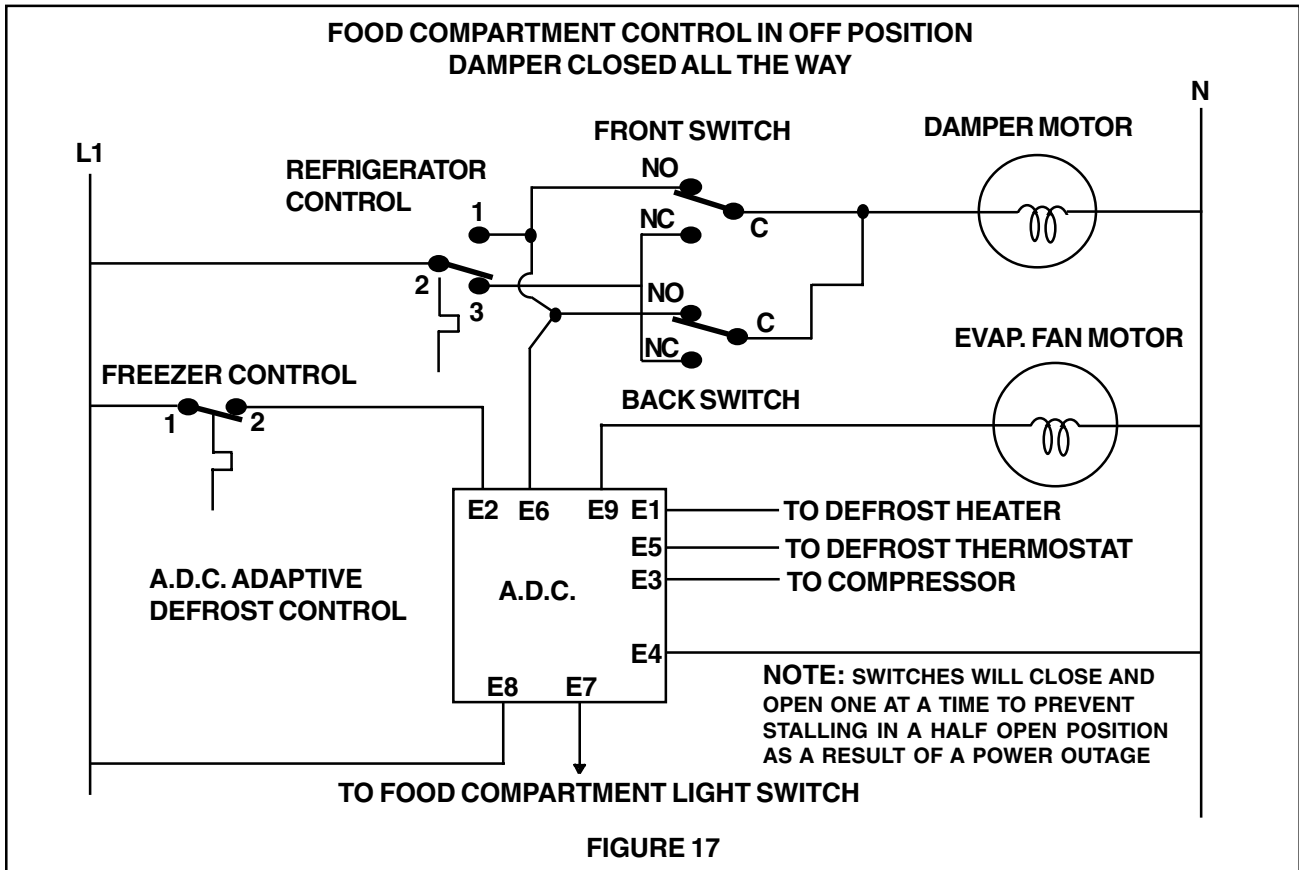 FOOD COMPARTMENT CONTROL IN OFF POSITION
DAMPER CLOSED ALL THE WAY
N
L1
FRONT SWITCH
DAMPER MOTOR
REFRIGERATOR
CONTROL
NO
1
NC
C
2
3
NO
C
NC
EVAP. FAN MOTOR
FREEZER CONTROL
1
2
BACK SWITCH
E2 E6 E9 E1
TO DEFROST HEATER
E5
TO DEFROST THERMOSTAT
E3
TO COMPRESSOR
A.D.C. ADAPTIVE
DEFROST CONTROL
A.D.C.
E4
E8 E7
NOTE: SWITCHES WILL CLOSE AND
OPEN ONE AT A TIME TO PREVENT
STALLING IN A HALF OPEN POSITION
AS A RESULT OF A POWER OUTAGE
TO FOOD COMPARTMENT LIGHT SWITCH
FIGURE 17